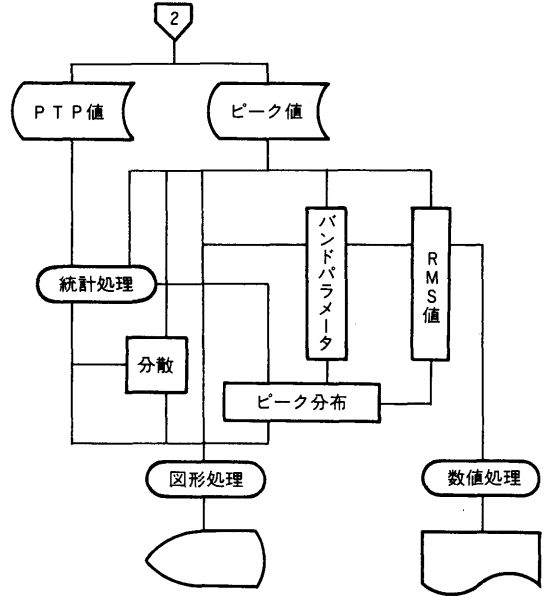 2
PTP値
ピーク値
バンドパラメータ
RMS値
統計処理
分散
ピーク分布
図形処理
数値処理